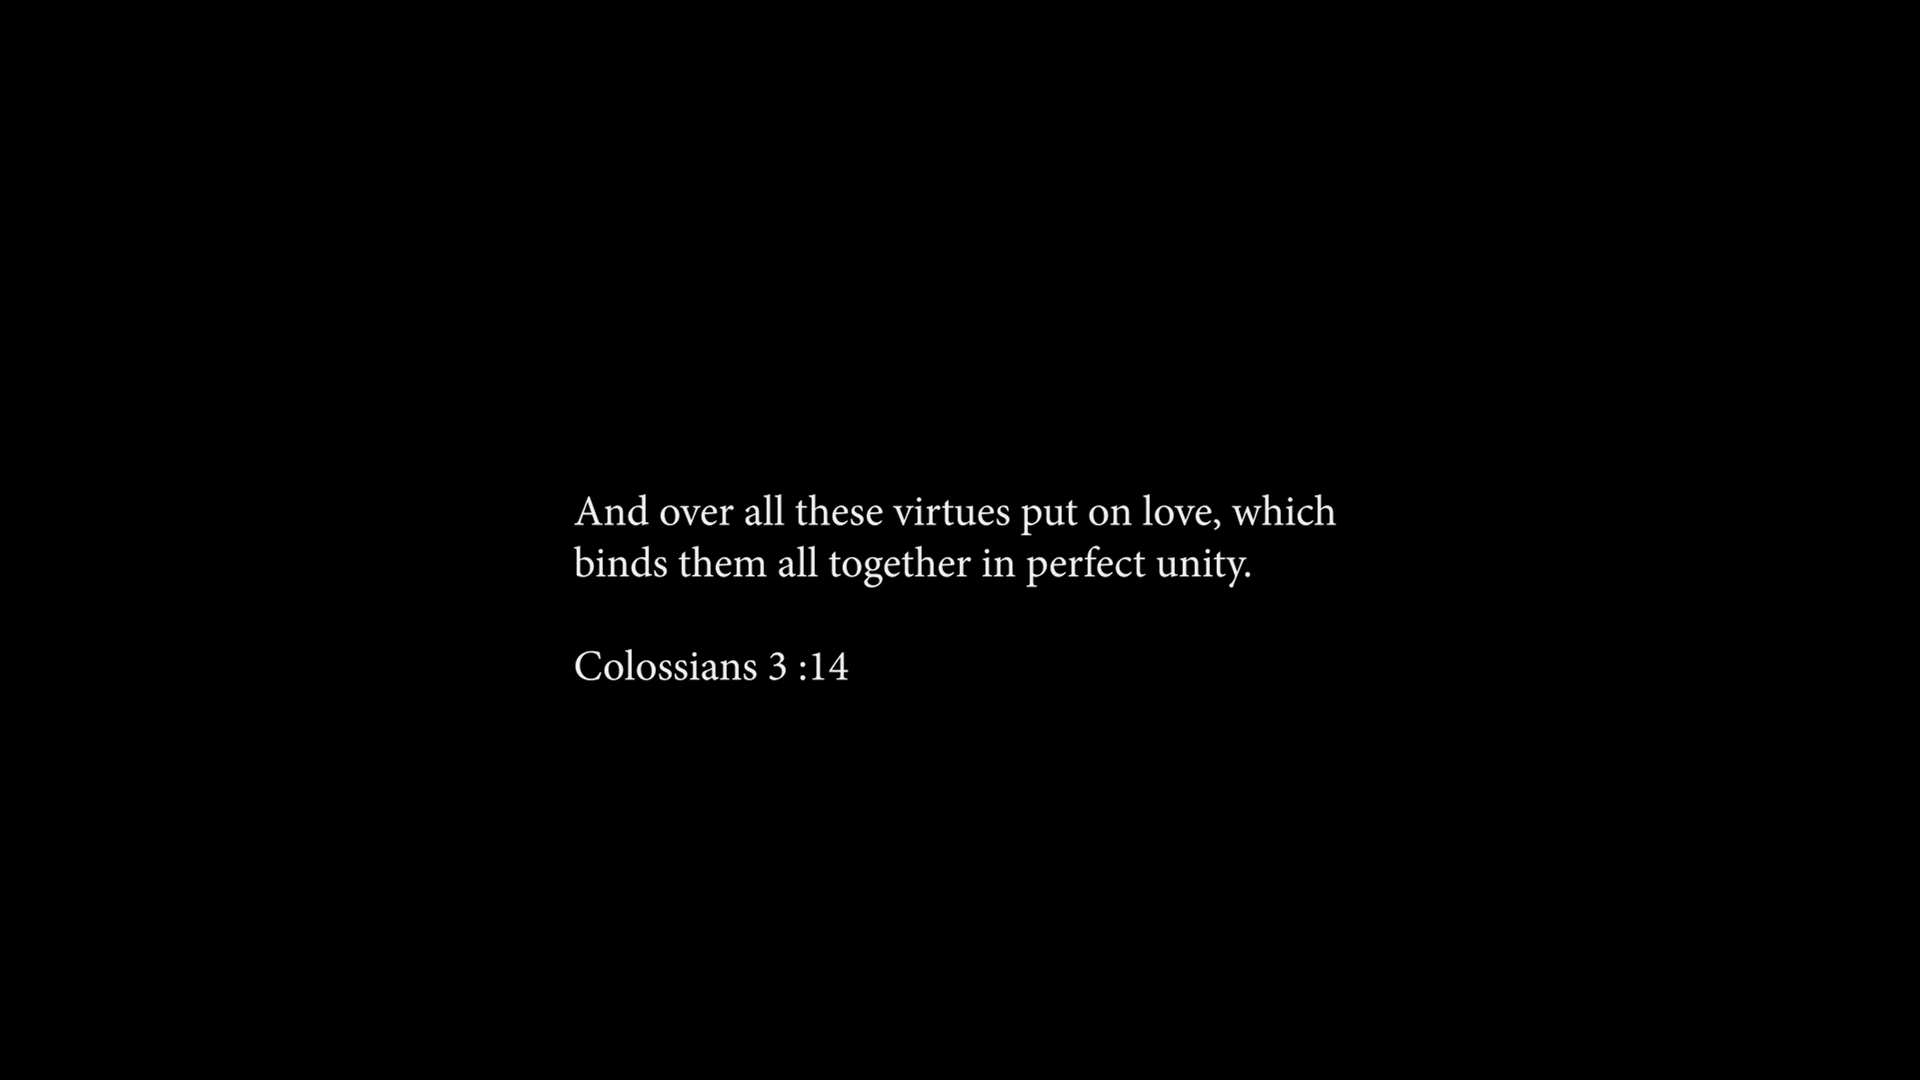 And over all these virtues put on love, which
binds them all together in perfect unity.
Colossians 3 :14